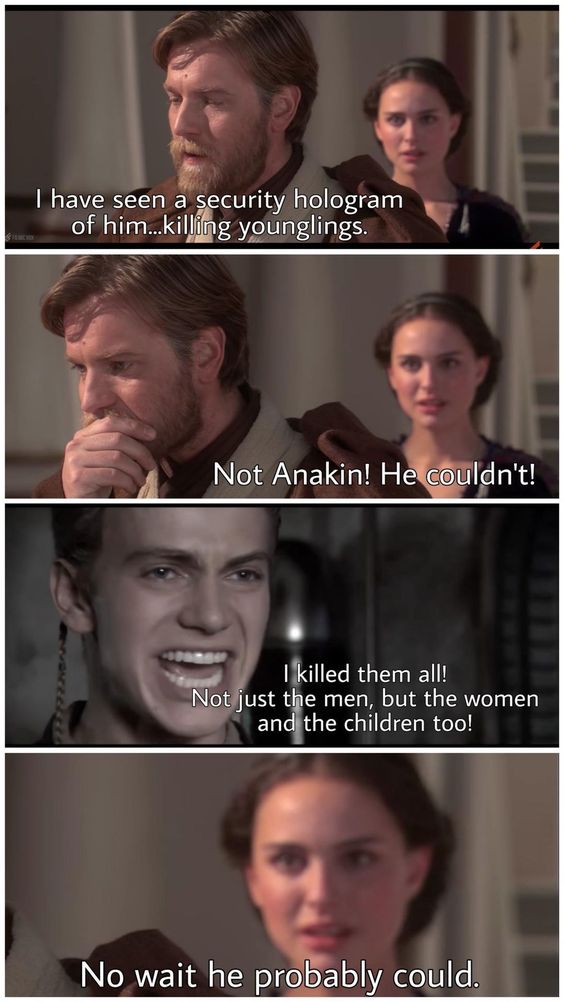 I have seen a security hologram
of him...killing younglings.
Not Anakin! He couldn't!
I killed them all!
Not just the men, but the women
and the children too!
No wait he probably could.